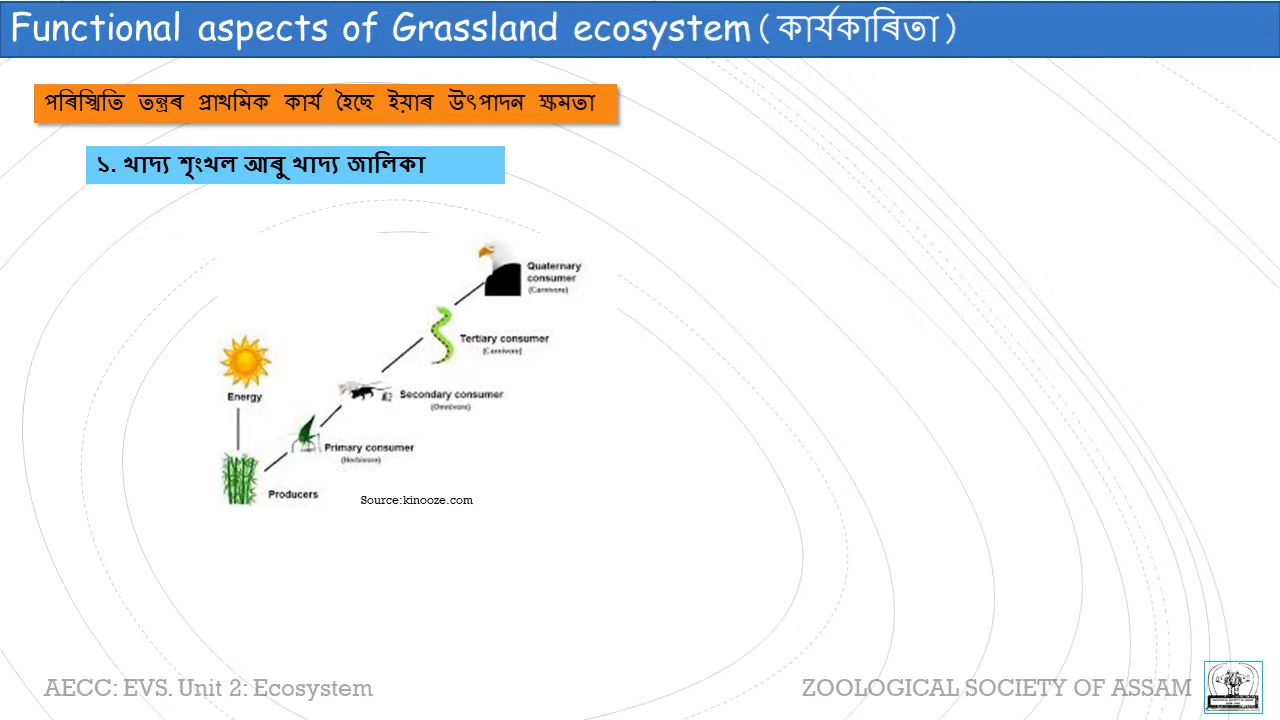 Functional aspects of Grassland ecosystem (কাৰ্যকাৰিতা)
পৰিস্থিতি তন্ত্ৰৰ প্ৰাথমিক কাৰ্য হৈছে ইয়াৰ উৎপাদন ক্ষমতা
১. খাদ্য শৃংখল আৰু খাদ্য জালিকা
Quaternary
consumer
(Carnivore)
Tertiary consumer
(Carnivore)
Energy
Secondary consumer
(Omnivore)
Primary consumer
(Herbivore)
Producers
Source:kinooze.com
AECC: EVS. Unit 2: Ecosystem
ZOOLOGICAL SOCIETY OF ASSAM